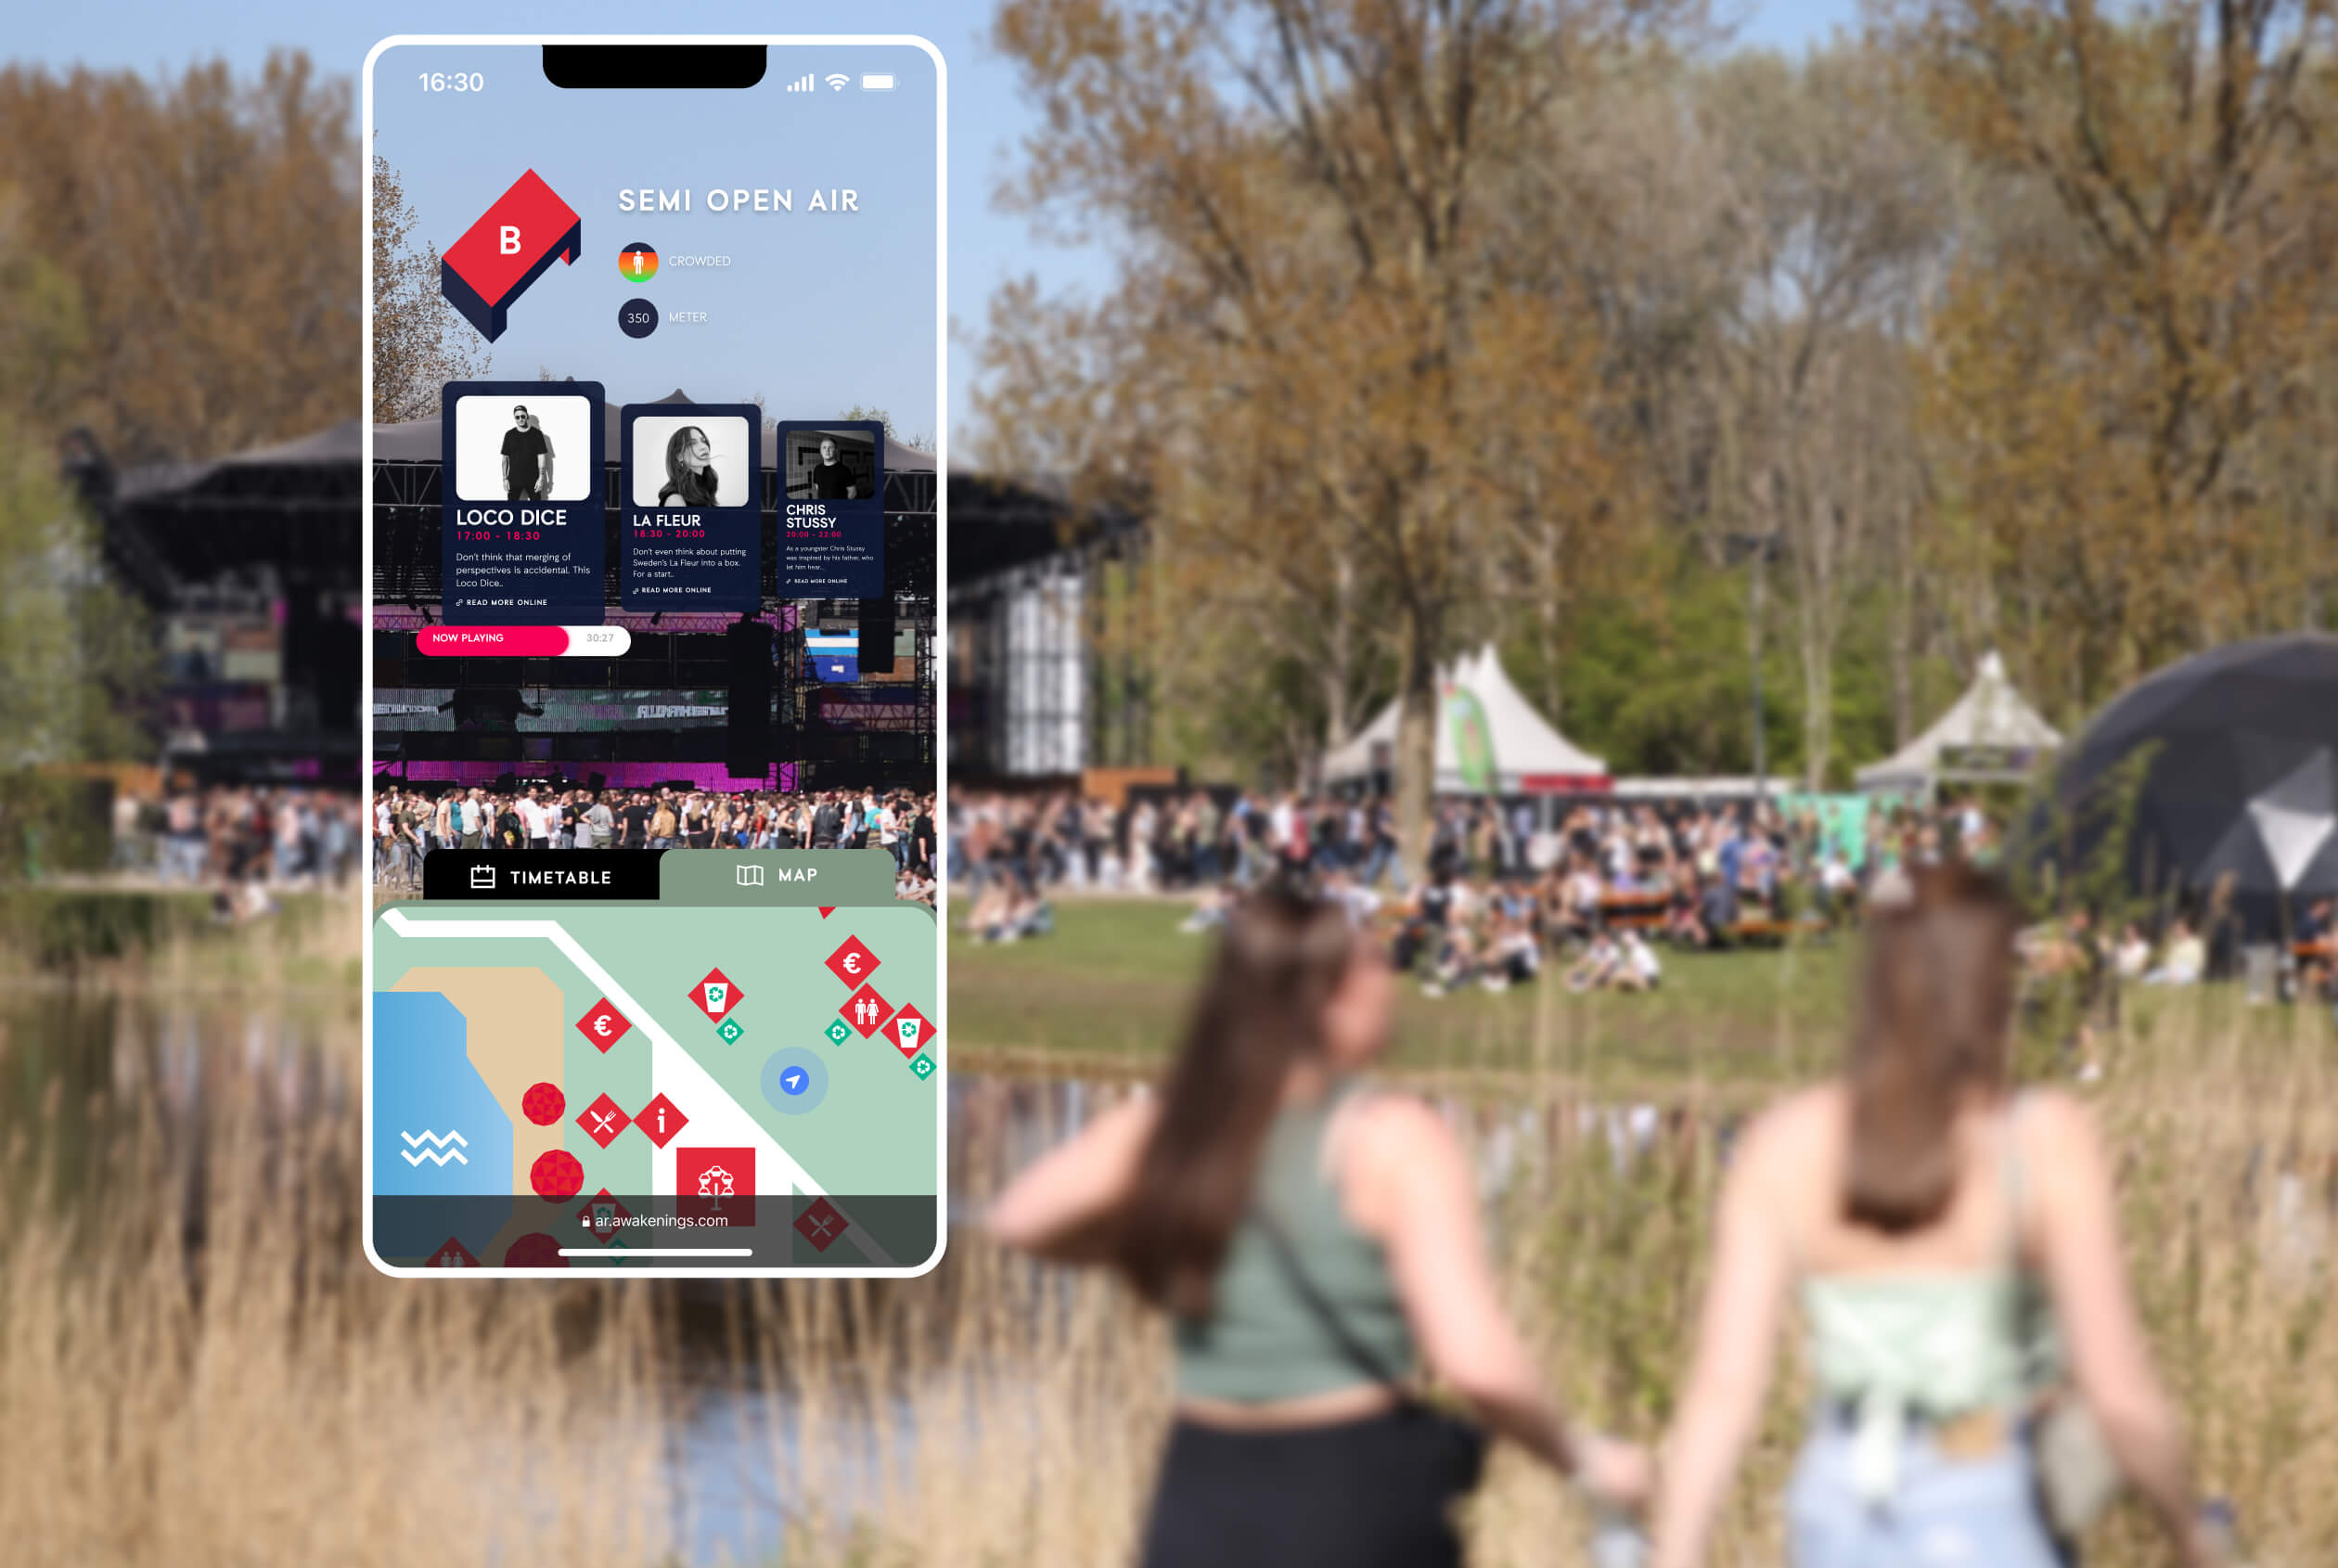 16:30
B
SEMI OPEN AIR
CROWDED
350 METER
LOCO DICE
17:00 - 18:30
Don't think that merging of
perspectives is accidental. This
Loco Dice..
READ MORE ONLINE
NOW PLAYING 30:27
LA FLEUR
18:30 - 20:00
Don't even think about putting
Sweden's La Fleur into a box.
For a start..
READ MORE ONLINE
CHRIS
STUSSY
20:00 - 22:00
As a youngster Chris Stussy
was inspired by his father, who
let him hear...
READ MORE ONLINE
TIMETABLE
MAP
€
€
i
ar.awakenings.com